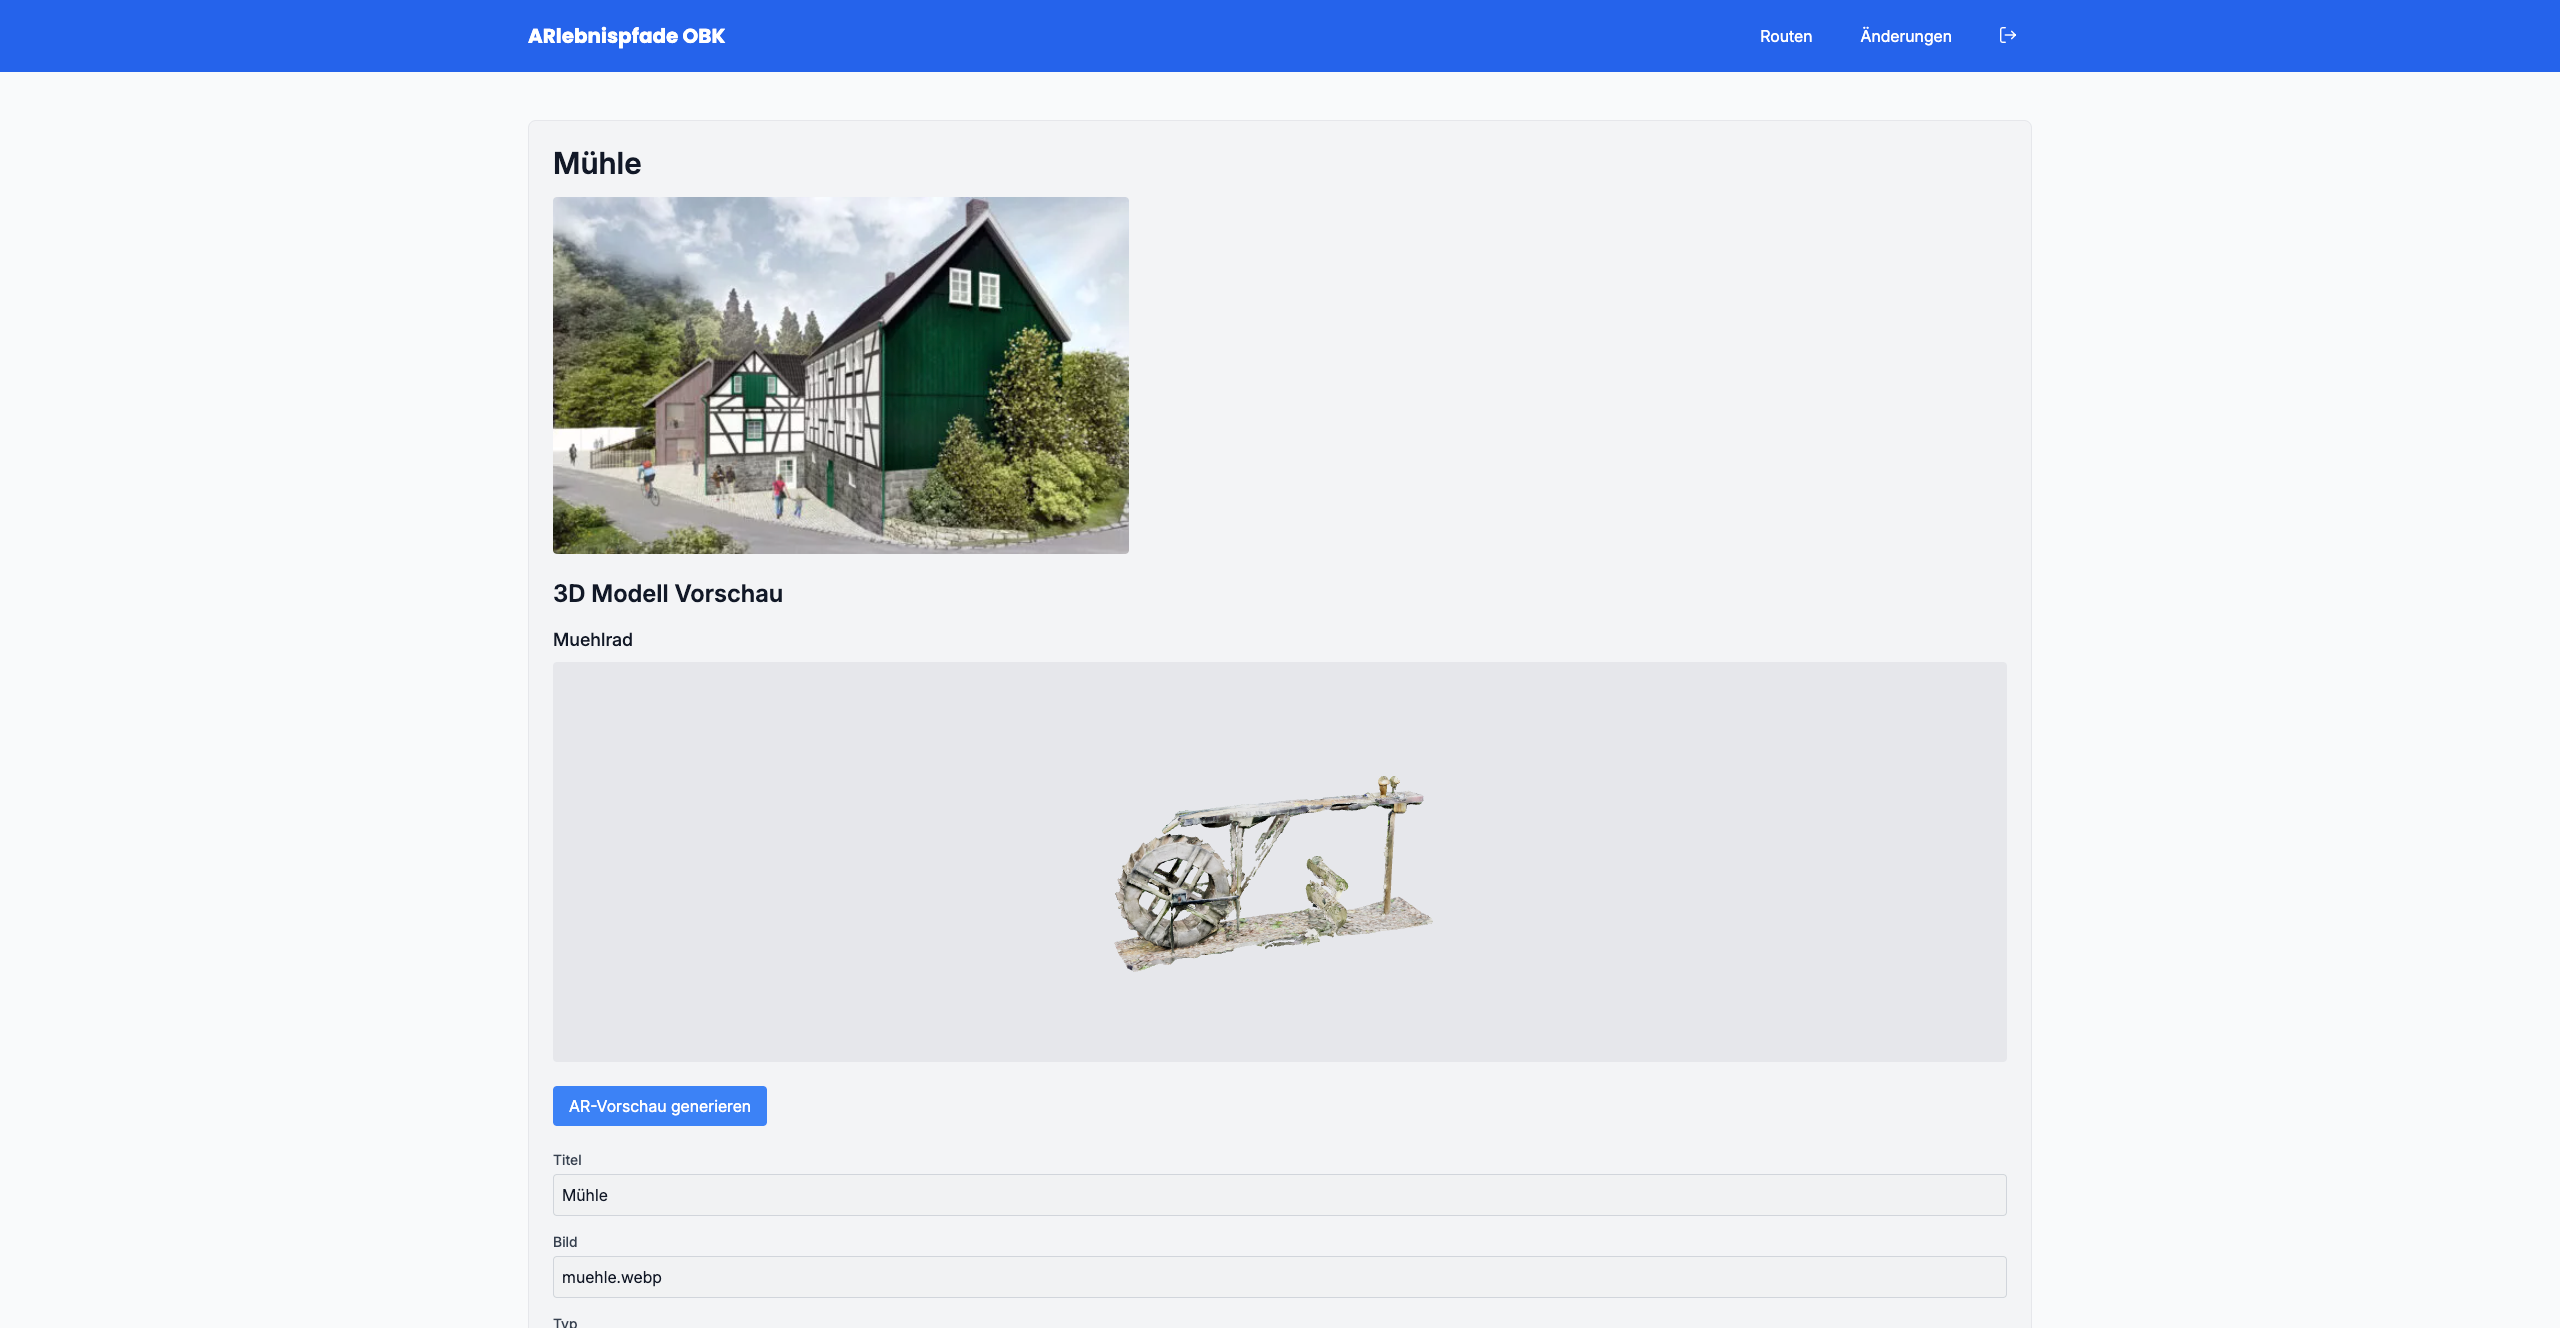 ARlebnispfade OBK
Routen
Änderungen
Mühle
3D Modell Vorschau
Muehlrad
AR-Vorschau generieren
Titel
Mühle
Bild
muehle.webp
Typ